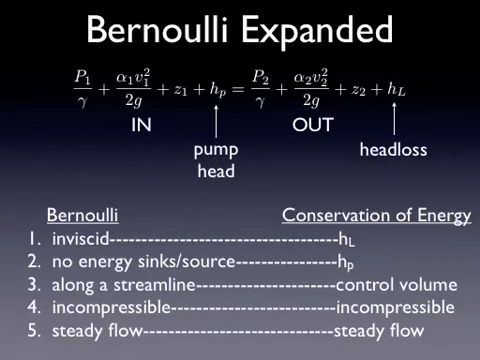 Bernoulli Expanded
P₁/γ + α₁v₁²/2g + z₁ + hₚ = P₂/γ + α₂v₂²/2g + z₂ + h_L
IN OUT
pump head headloss
Bernoulli Conservation of Energy
1. inviscid-----------------------------------h_L
2. no energy sinks/source----------------hₚ
3. along a streamline----------------------control volume
4. incompressible--------------------------incompressible
5. steady flow------------------------------steady flow